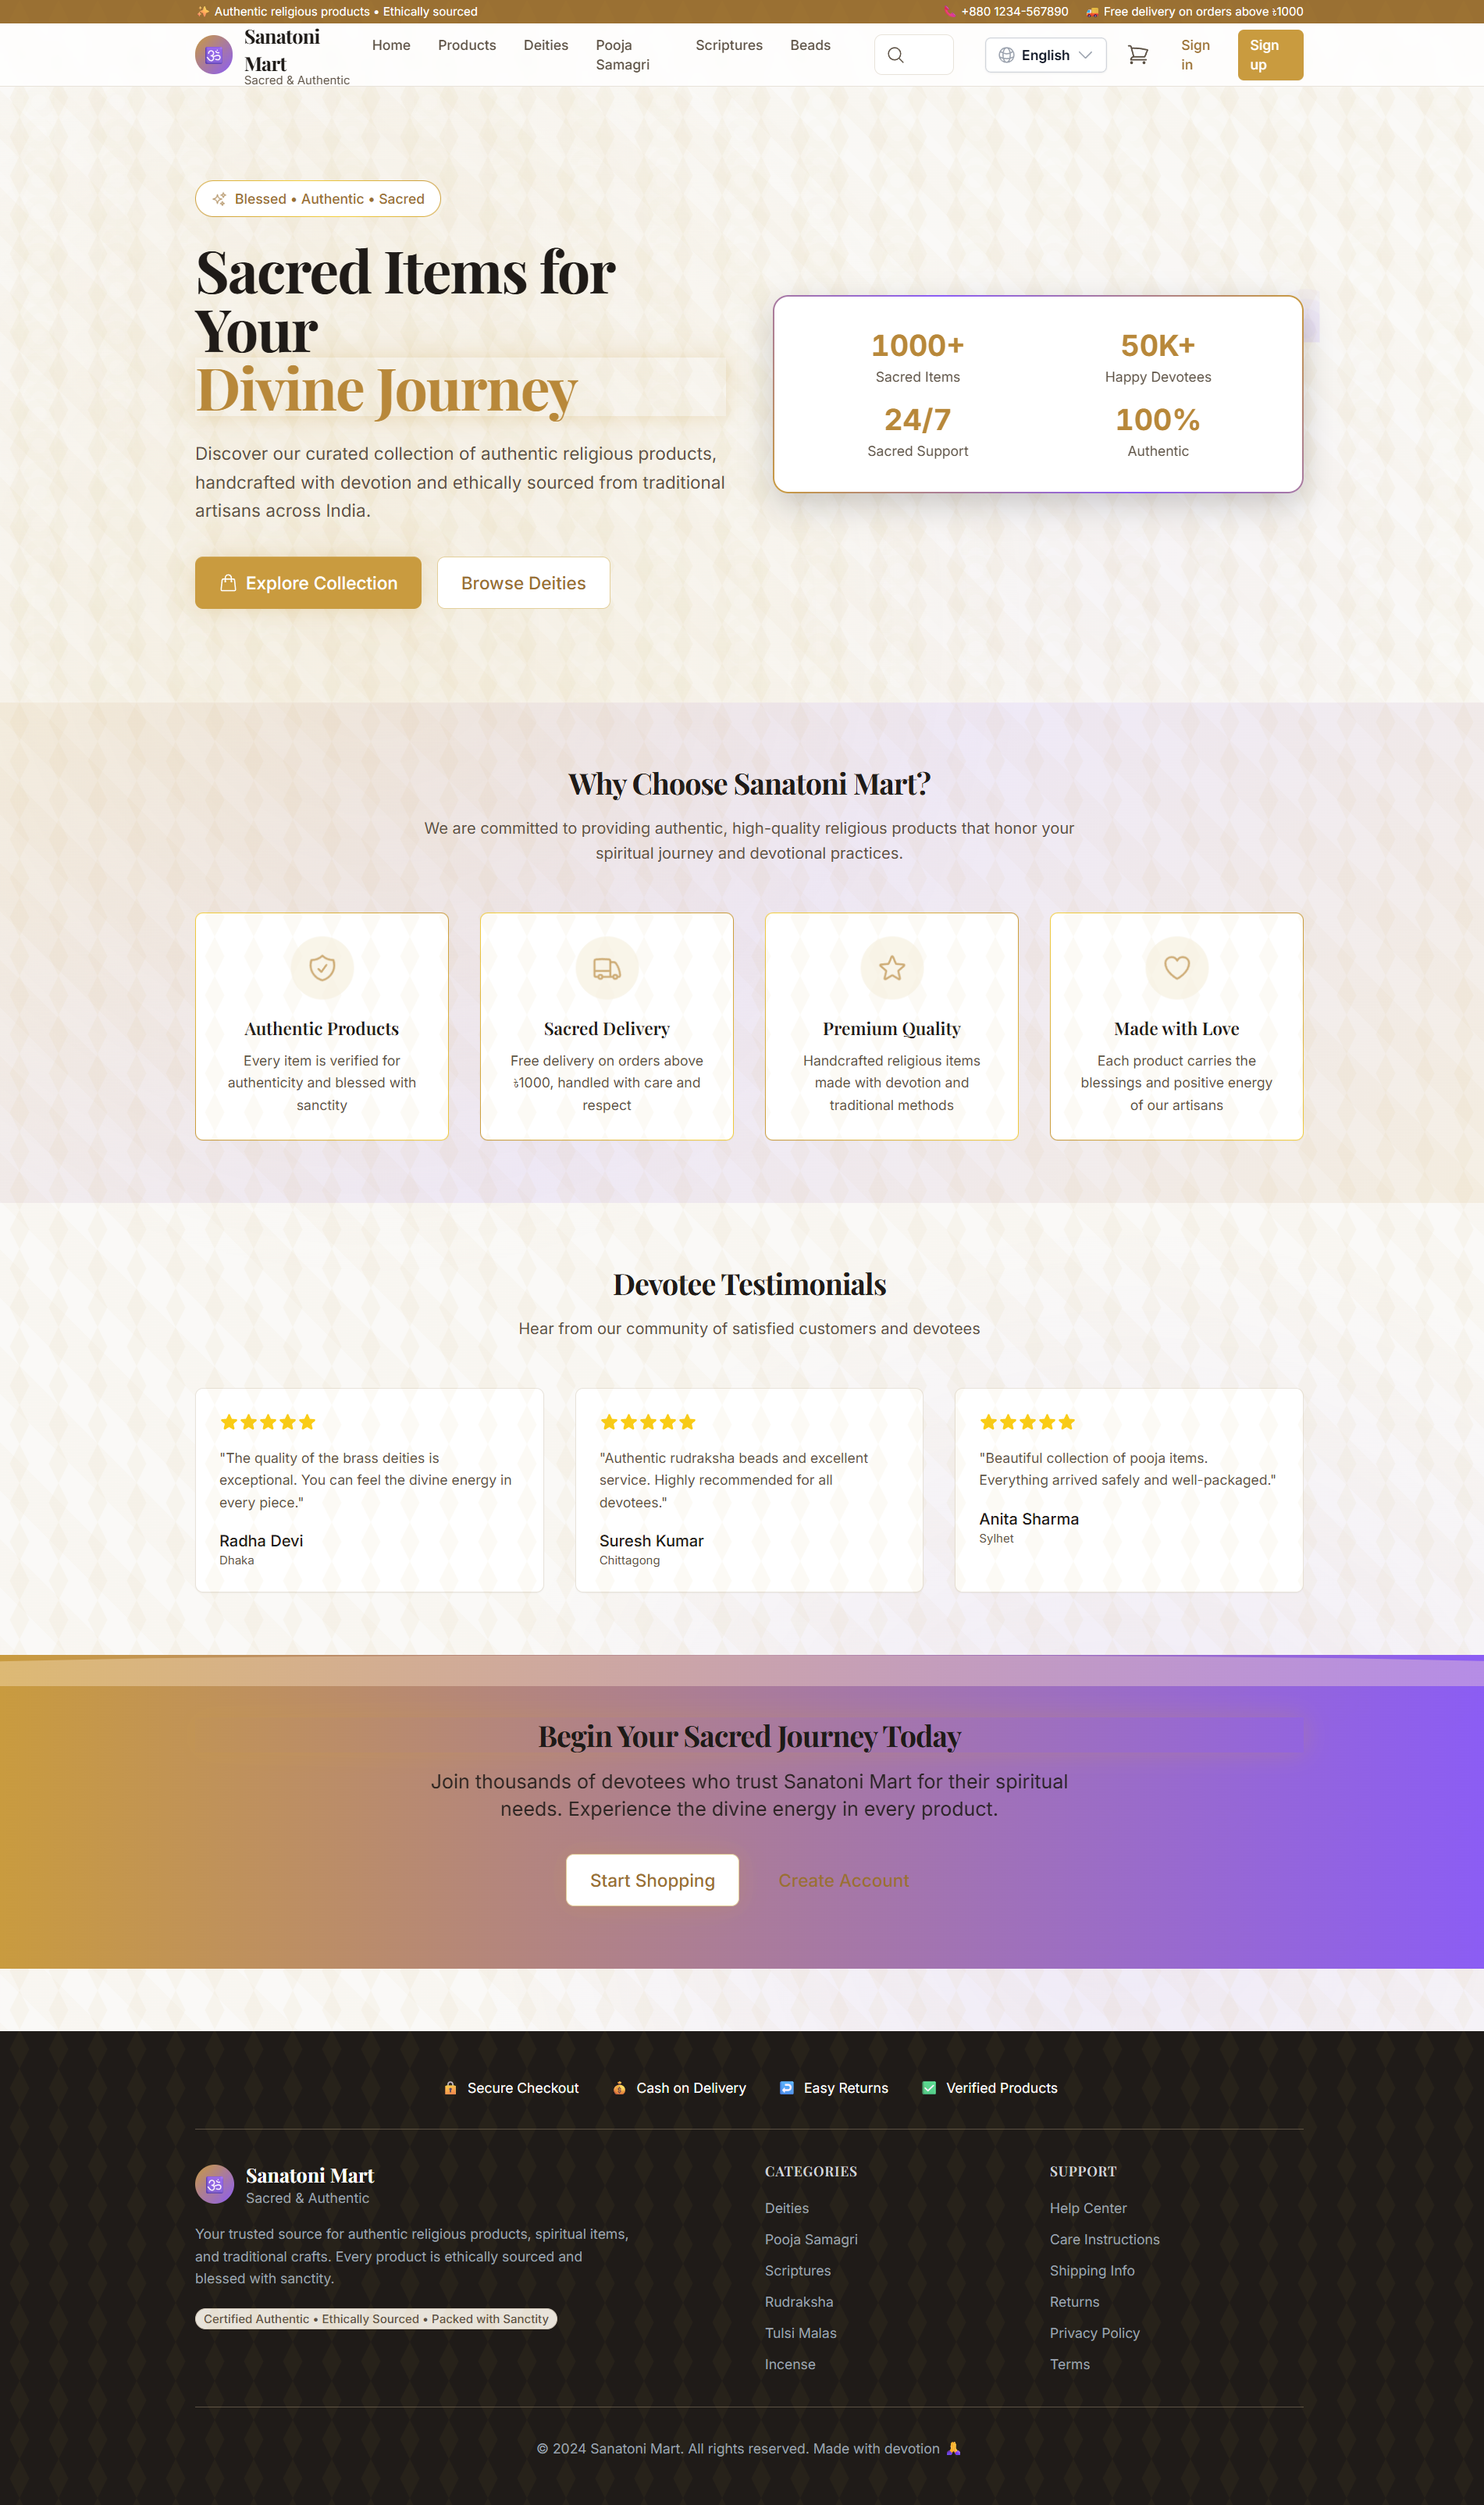 ✨ Authentic religious products • Ethically sourced
📞 +880 1234-567890
🚚 Free delivery on orders above ৳1000
🕉
Sanatoni
Mart
Sacred & Authentic
Home
Products
Deities
Pooja
Samagri
Scriptures
Beads
English
Sign
in
Sign
up
Blessed • Authentic • Sacred
Sacred Items for
Your
Divine Journey
Discover our curated collection of authentic religious products,
handcrafted with devotion and ethically sourced from traditional
artisans across India.
Explore Collection
Browse Deities
1000+
Sacred Items
50K+
Happy Devotees
24/7
Sacred Support
100%
Authentic
Why Choose Sanatoni Mart?
We are committed to providing authentic, high-quality religious products that honor your
spiritual journey and devotional practices.
Authentic Products
Every item is verified for
authenticity and blessed with
sanctity
Sacred Delivery
Free delivery on orders above
৳1000, handled with care and
respect
Premium Quality
Handcrafted religious items
made with devotion and
traditional methods
Made with Love
Each product carries the
blessings and positive energy
of our artisans
Devotee Testimonials
Hear from our community of satisfied customers and devotees
"The quality of the brass deities is
exceptional. You can feel the divine energy in
every piece."
Radha Devi
Dhaka
"Authentic rudraksha beads and excellent
service. Highly recommended for all
devotees."
Suresh Kumar
Chittagong
"Beautiful collection of pooja items.
Everything arrived safely and well-packaged."
Anita Sharma
Sylhet
Begin Your Sacred Journey Today
Join thousands of devotees who trust Sanatoni Mart for their spiritual
needs. Experience the divine energy in every product.
Start Shopping
Create Account
🔒 Secure Checkout
💰 Cash on Delivery
↩️ Easy Returns
✅ Verified Products
🕉
Sanatoni Mart
Sacred & Authentic
Your trusted source for authentic religious products, spiritual items,
and traditional crafts. Every product is ethically sourced and
blessed with sanctity.
Certified Authentic • Ethically Sourced • Packed with Sanctity
CATEGORIES
Deities
Pooja Samagri
Scriptures
Rudraksha
Tulsi Malas
Incense
SUPPORT
Help Center
Care Instructions
Shipping Info
Returns
Privacy Policy
Terms
© 2024 Sanatoni Mart. All rights reserved. Made with devotion 🙏